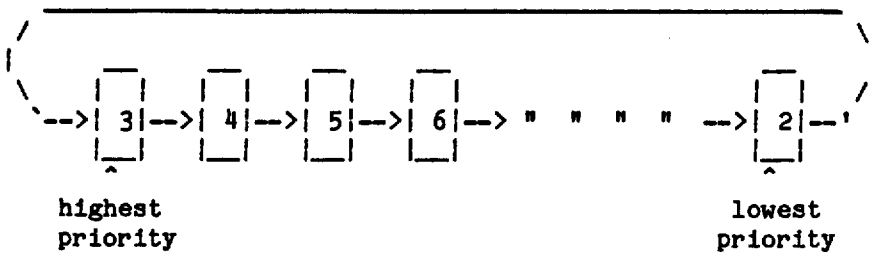 3 4 5 6 " " " " 2
highest lowest
priority priority